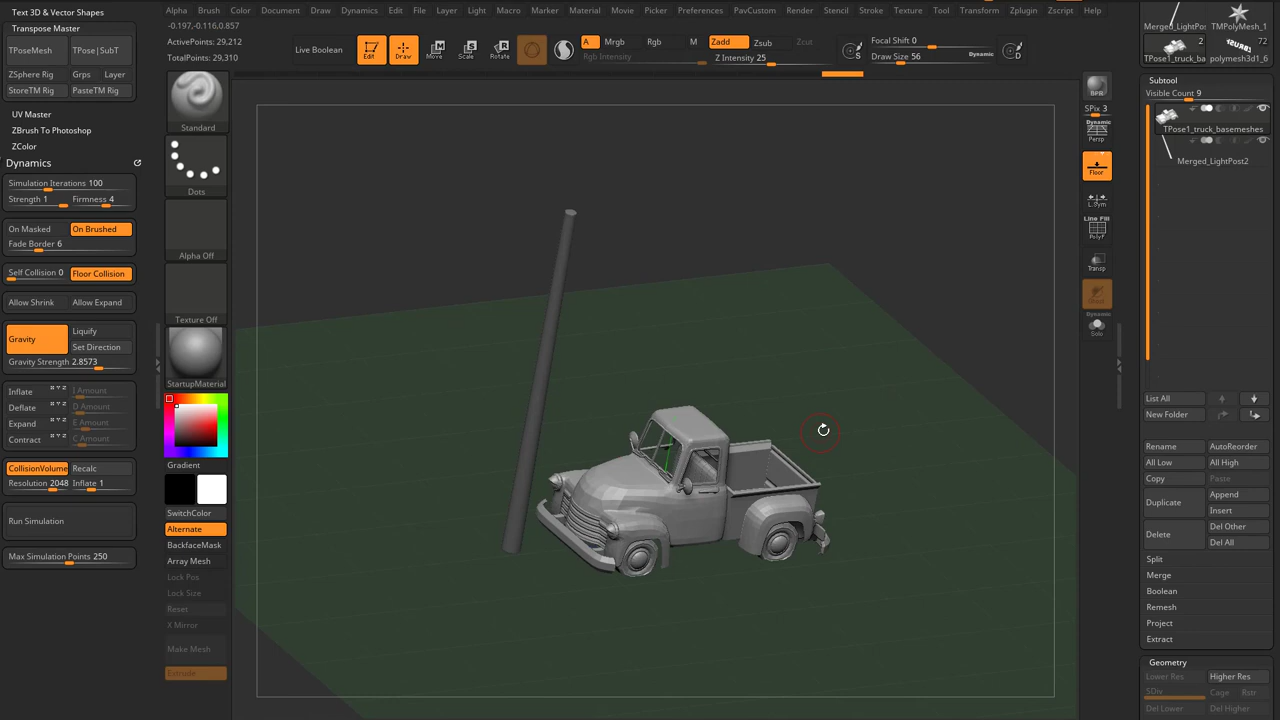 Alpha Brush Color Document Draw Dynamics Edit File Layer Light Macro Marker Material Movie Picker Preferences PavCustom Render Stencil Stroke Texture Tool Transform Zplugin Zscript Help
-0.197,-0.116,0.857
ActivePoints: 29,212
TotalPoints: 29,310
Live Boolean
Edit
Draw
Move
Scale
Rotate
A
Mrgb
Rgb
M
Rgb Intensity
Zadd
Zsub
Zcut
Z Intensity 25
S
Focal Shift 0
Draw Size 56
Dynamic
D
Text 3D & Vector Shapes
Transpose Master
TPoseMesh
TPose|SubT
ZSphere Rig
Grps
Layer
StoreTM Rig
PasteTM Rig
UV Master
ZBrush To Photoshop
ZColor
Dynamics
Simulation Iterations 100
Strength 1
Firmness 4
On Masked
On Brushed
Fade Border 6
Self Collision 0
Floor Collision
Allow Shrink
Allow Expand
Gravity
Liquify
Set Direction
Gravity Strength 2.8573
Inflate
I Amount
Deflate
D Amount
Expand
E Amount
Contract
C Amount
CollisionVolume
Recalc
Resolution 2048
Inflate 1
Run Simulation
Max Simulation Points 250
Standard
Dots
Alpha Off
Texture Off
StartupMaterial
Gradient
SwitchColor
Alternate
BackfaceMask
Array Mesh
Lock Pos
Lock Size
Reset
X Mirror
Make Mesh
Extrude
BPR
SPix 3
Dynamic
Persp
Floor
L.Sym
Line Fill
PolyF
Transp
Ghost
Dynamic
Solo
Merged_LightPos
TMPolyMesh_1
2
72
TPose1_truck_ba
polymesh3d1_6
Subtool
Visible Count 9
TPose1_truck_basemeshes
Merged_LightPost2
List All
New Folder
Rename
AutoReorder
All Low
All High
Copy
Paste
Duplicate
Append
Insert
Delete
Del Other
Del All
Split
Merge
Boolean
Remesh
Project
Extract
Geometry
Lower Res
Higher Res
SDiv
Cage
Rstr
Del Lower
Del Higher